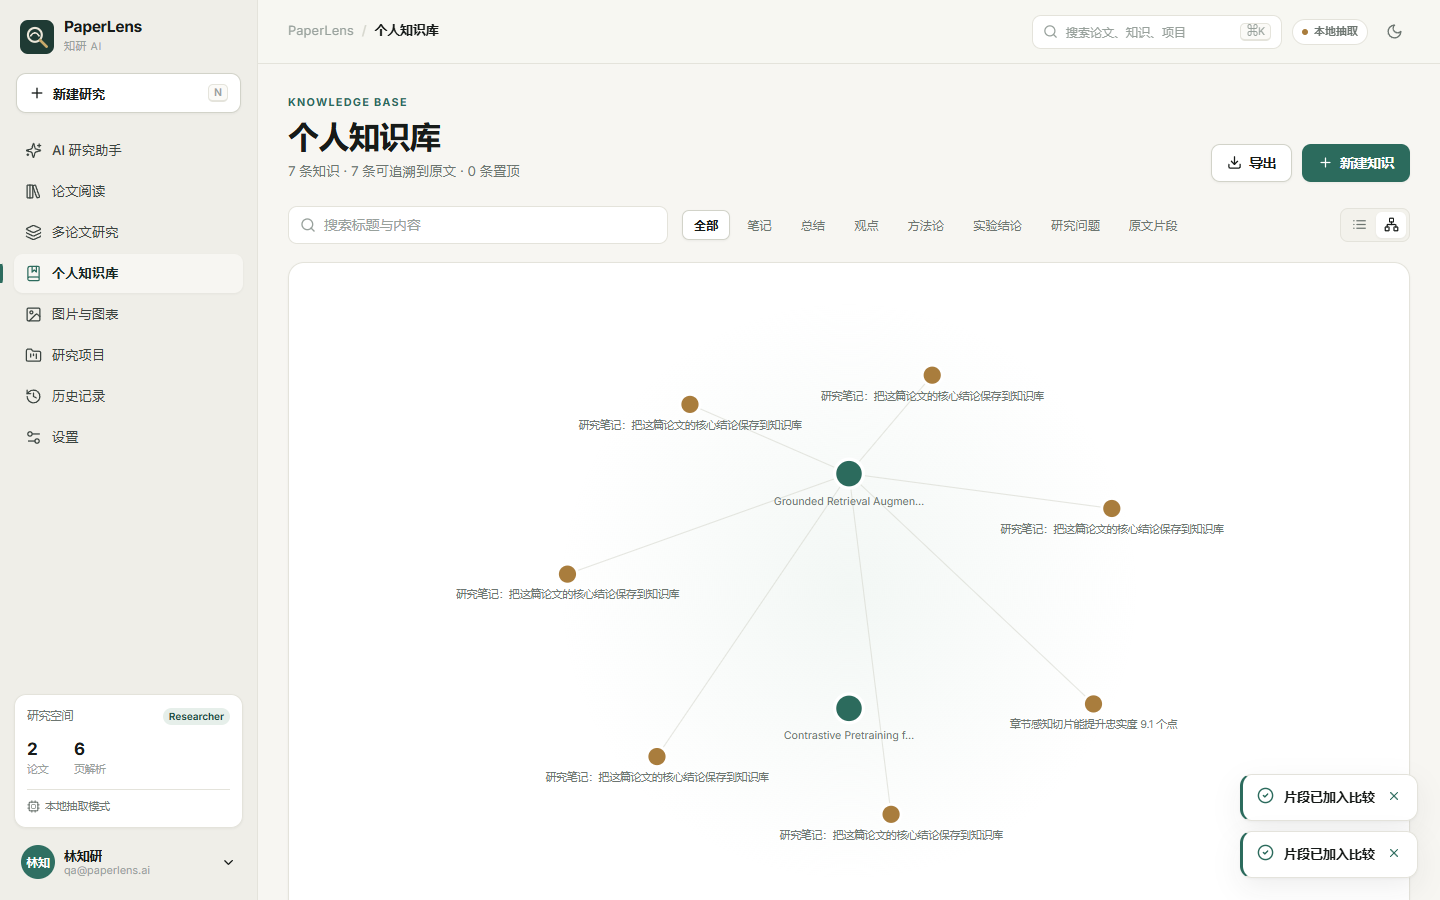 PaperLens
知研 AI
新建研究 N
AI 研究助手
论文阅读
多论文研究
个人知识库
图片与图表
研究项目
历史记录
设置
研究空间 Researcher
2 6
论文 页解析
本地抽取模式
林知 林知研
qa@paperlens.ai
PaperLens / 个人知识库
搜索论文、知识、项目 ⌘K
本地抽取
KNOWLEDGE BASE
个人知识库
7 条知识 · 7 条可追溯到原文 · 0 条置顶
导出 新建知识
搜索标题与内容 全部 笔记 总结 观点 方法论 实验结论 研究问题 原文片段
研究笔记：把这篇论文的核心结论保存到知识库
研究笔记：把这篇论文的核心结论保存到知识库
Grounded Retrieval Augmen...
研究笔记：把这篇论文的核心结论保存到知识库
研究笔记：把这篇论文的核心结论保存到知识库
章节感知切片能提升忠实度 9.1 个点
Contrastive Pretraining f...
研究笔记：把这篇论文的核心结论保存到知识库
研究笔记：把这篇论文的核心结论保存到知识库
片段已加入比较
片段已加入比较